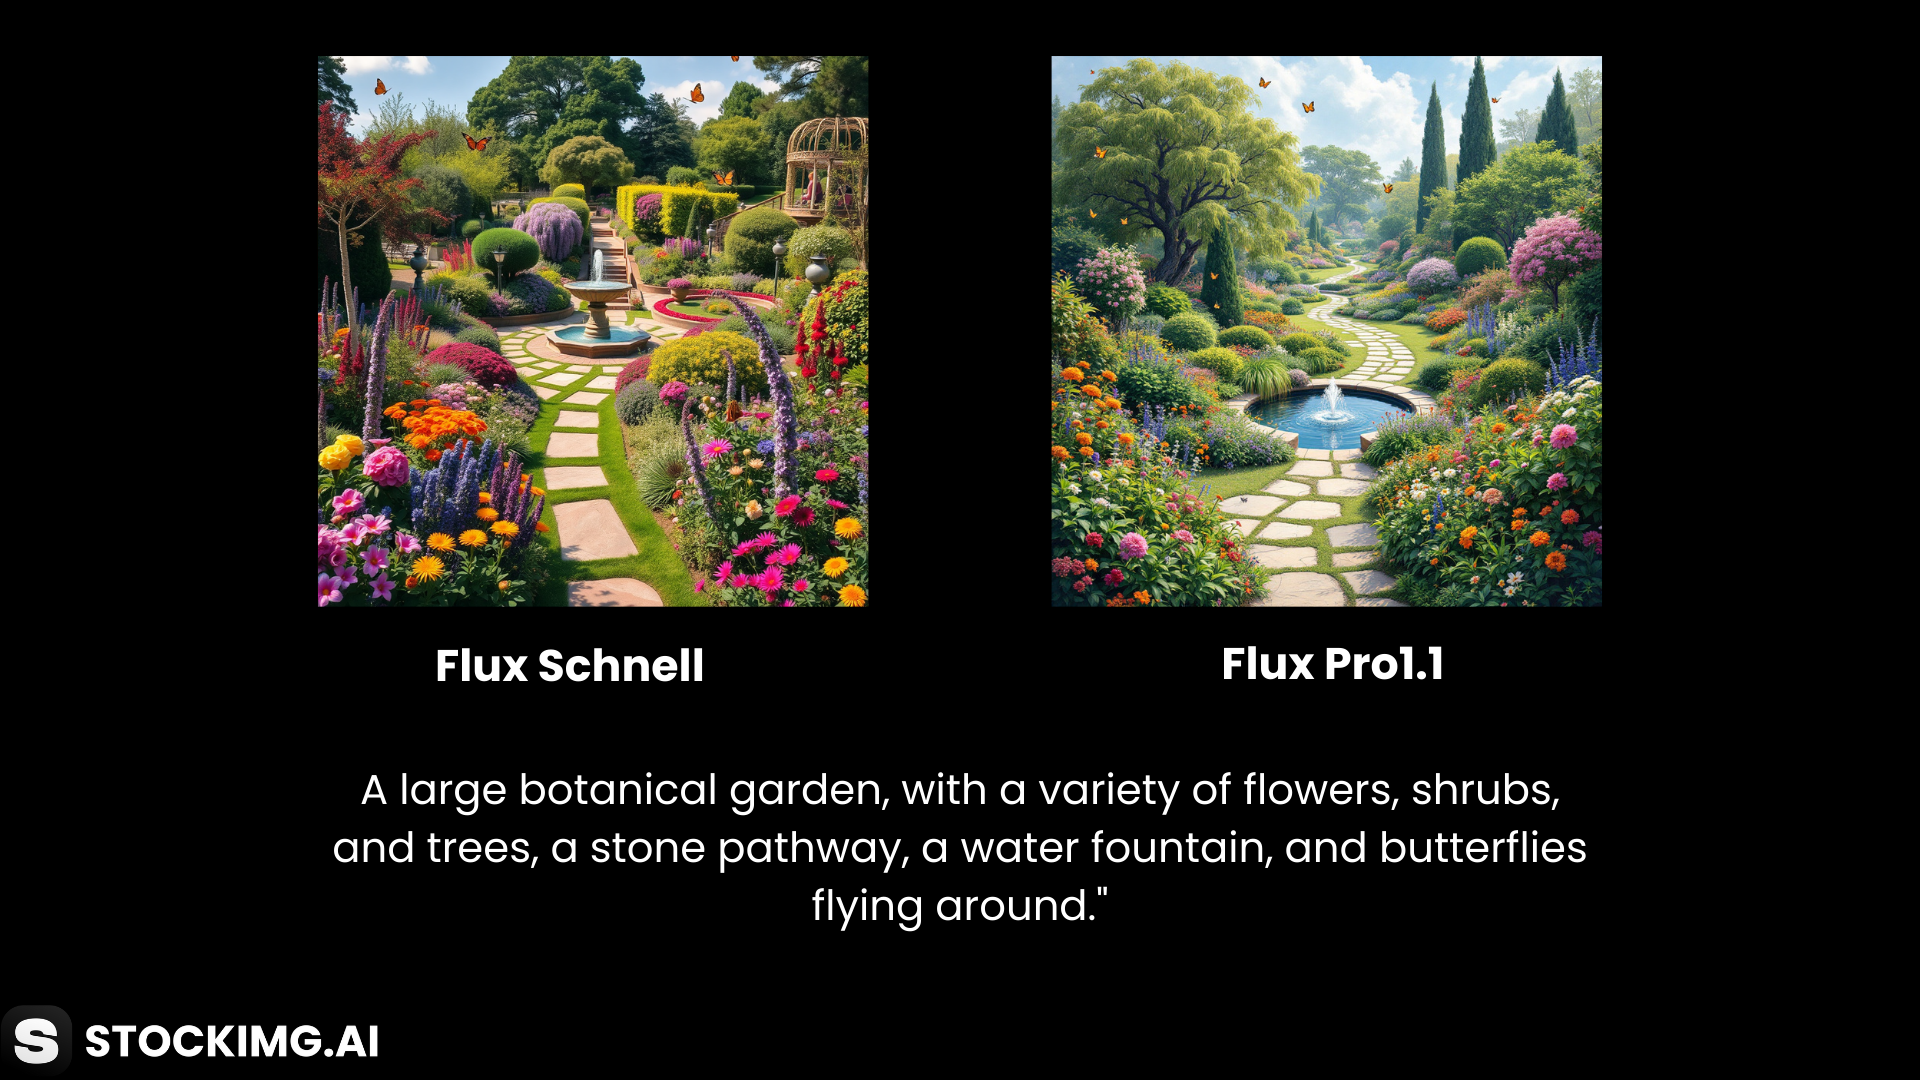 Flux Schnell
Flux Pro1.1
A large botanical garden, with a variety of flowers, shrubs,
and trees, a stone pathway, a water fountain, and butterflies
flying around."
S STOCKIMG.AI